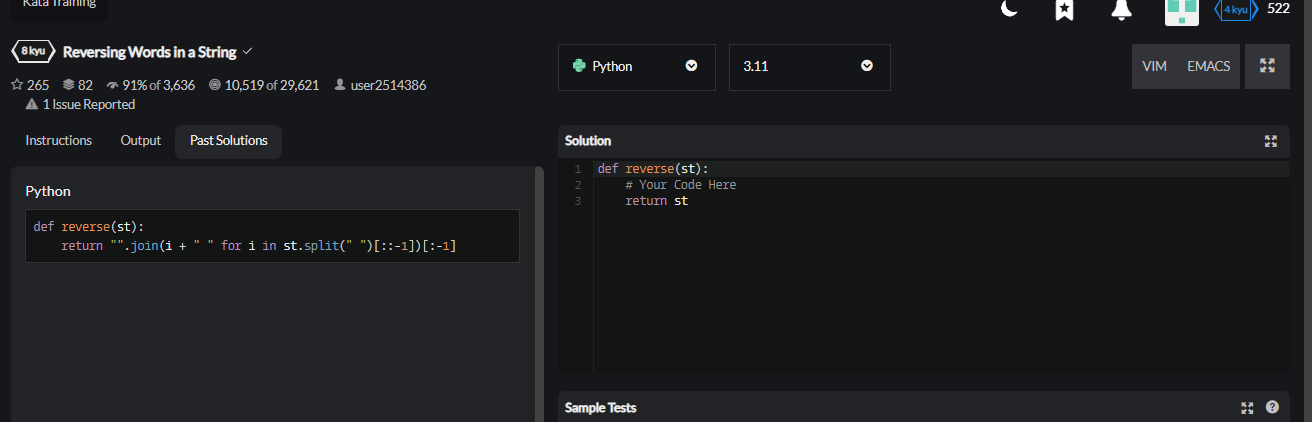 Kata Training
4 kyu 522
8 kyu Reversing Words in a String
265 82 91% of 3,636 10,519 of 29,621 user2514386
1 Issue Reported
Python 3.11 VIM EMACS
Instructions Output Past Solutions
Python
def reverse(st):
    return "".join(i + " " for i in st.split(" ")[::-1])[:-1]
Solution
1 def reverse(st):
2     # Your Code Here
3     return st
Sample Tests ?